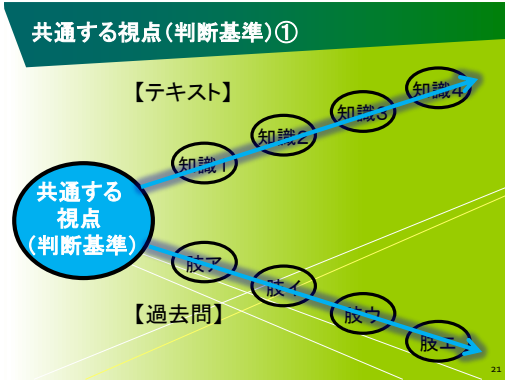 共通する視点(判断基準)①
【テキスト】
知識4
知識3
知識2
知識1
共通する
視点
(判断基準)
肢ア
肢イ
【過去問】
肢ウ
肢エ
21